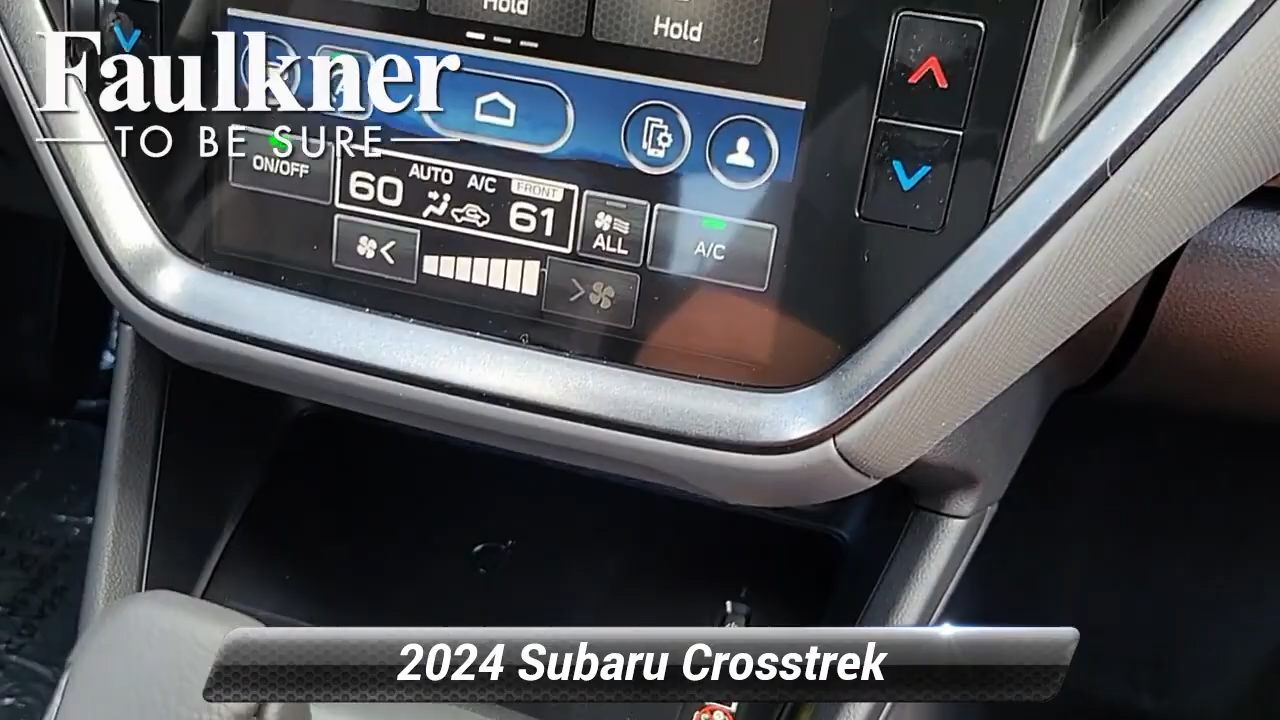 Hold
Hold
Faulkner
TO BE SURE
ON/OFF
AUTO A/C FRONT
60 61
ALL
A/C
2024 Subaru Crosstrek